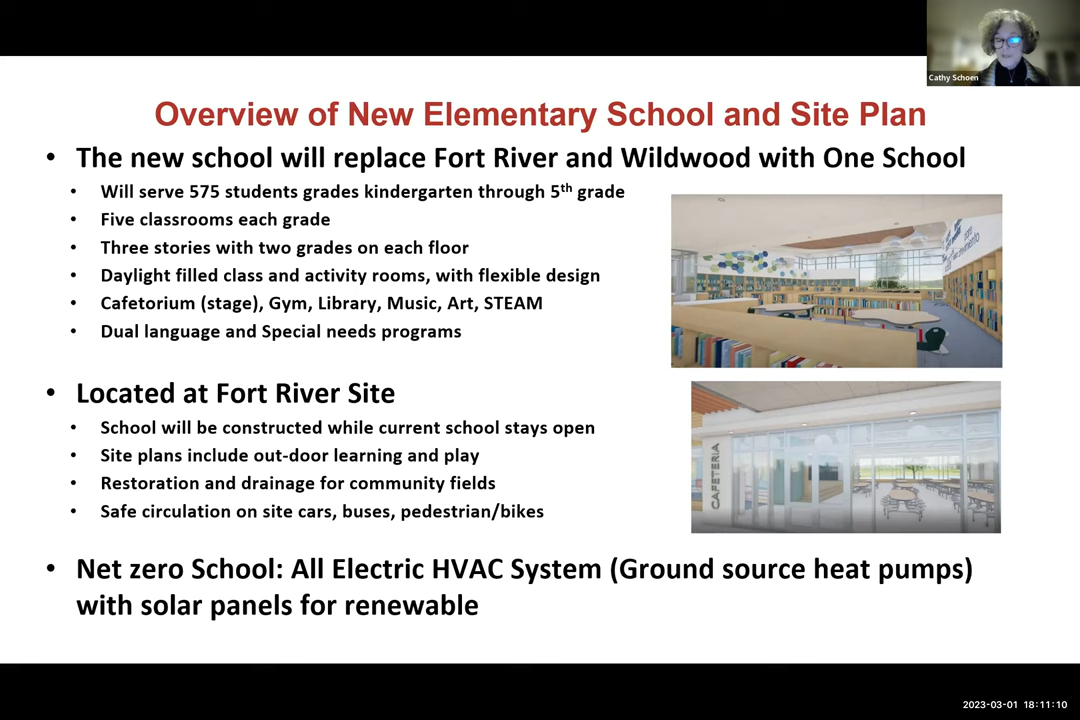 Cathy Schoen
Overview of New Elementary School and Site Plan
• The new school will replace Fort River and Wildwood with One School
• Will serve 575 students grades kindergarten through 5th grade
• Five classrooms each grade
• Three stories with two grades on each floor
• Daylight filled class and activity rooms, with flexible design
• Cafetorium (stage), Gym, Library, Music, Art, STEAM
• Dual language and Special needs programs
• Located at Fort River Site
• School will be constructed while current school stays open
• Site plans include out-door learning and play
• Restoration and drainage for community fields
• Safe circulation on site cars, buses, pedestrian/bikes
CAFETERIA
• Net zero School: All Electric HVAC System (Ground source heat pumps)
with solar panels for renewable
2023-03-01 18:11:10